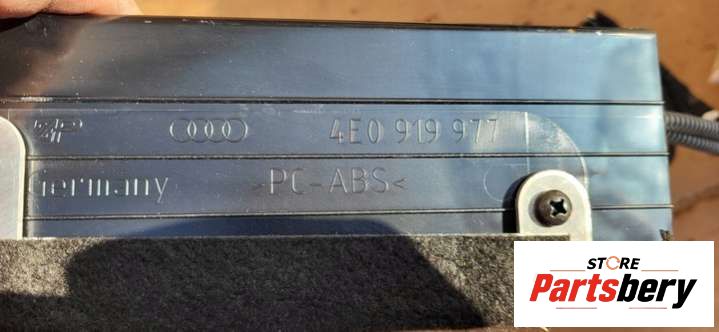 4E0 919 977
Germany
>PC-ABS<
STORE
Partsbery